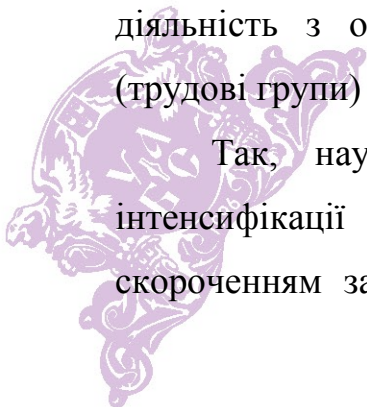 діяльність з о
(трудові групи)
Так, нау
інтенсифікації
скороченням за